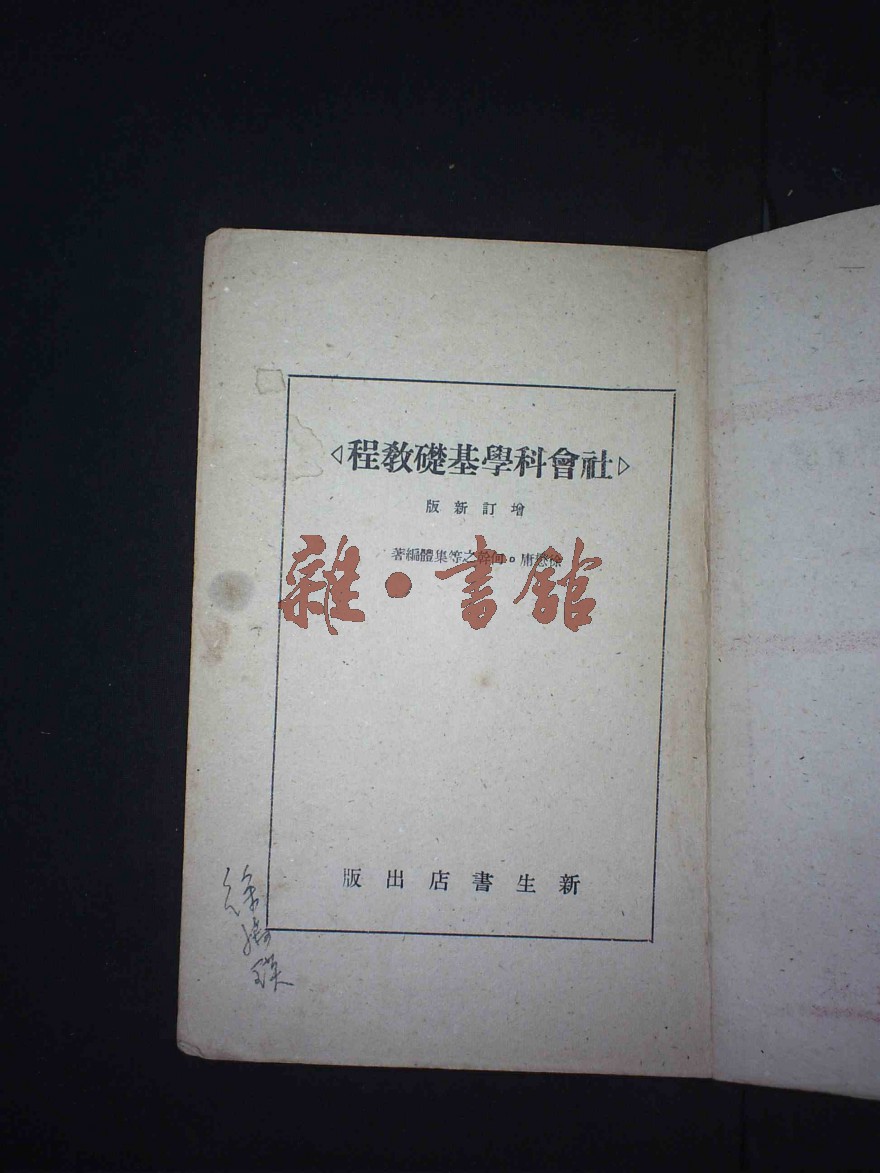 社會科學基礎教程
增訂新版
徐懋庸。何幹之等集體編著
雜·書館
新生書店出版